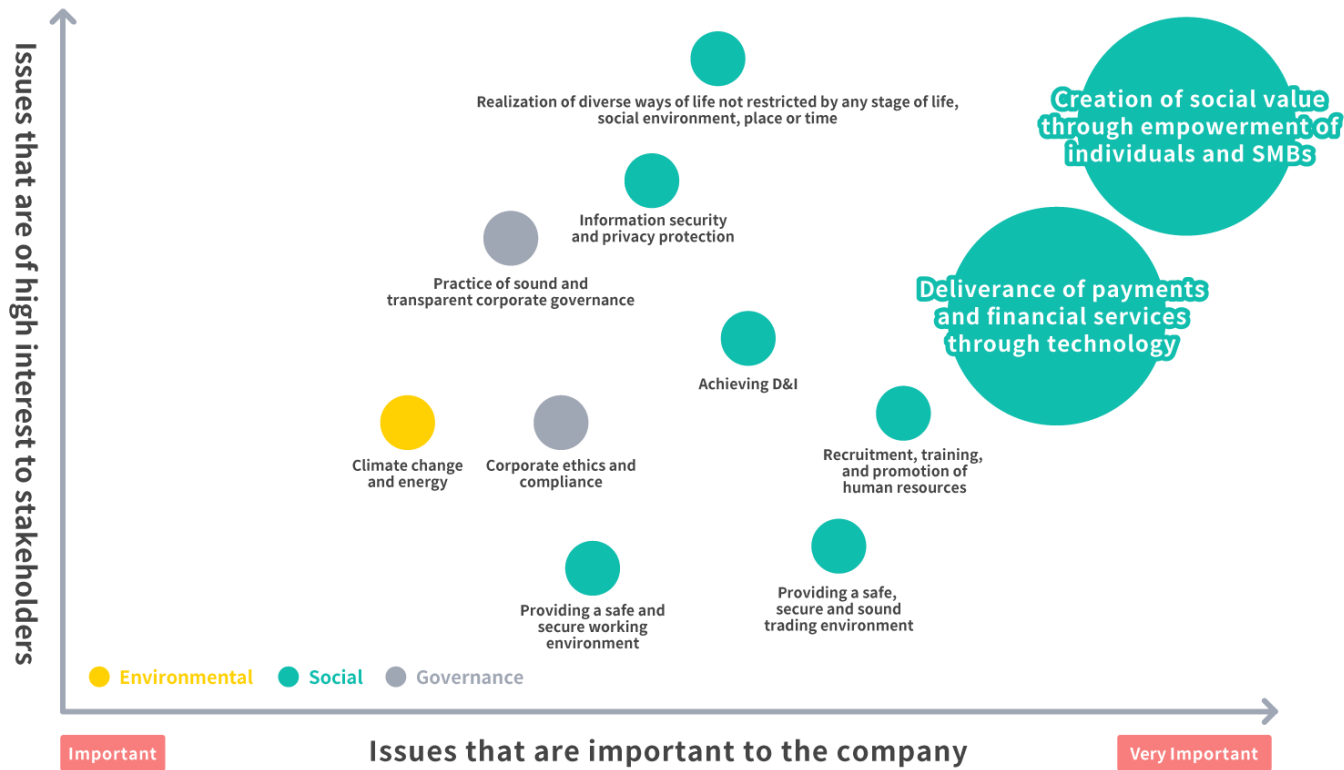 Issues that are of high interest to stakeholders
Realization of diverse ways of life not restricted by any stage of life,
social environment, place or time
Creation of social value
through empowerment of
individuals and SMBs
Information security
and privacy protection
Practice of sound and
transparent corporate governance
Deliverance of payments
and financial services
through technology
Achieving D&I
Climate change
and energy
Corporate ethics and
compliance
Recruitment, training,
and promotion of
human resources
Providing a safe and
secure working
environment
Providing a safe,
secure and sound
trading environment
Environmental
Social
Governance
Important
Issues that are important to the company
Very Important